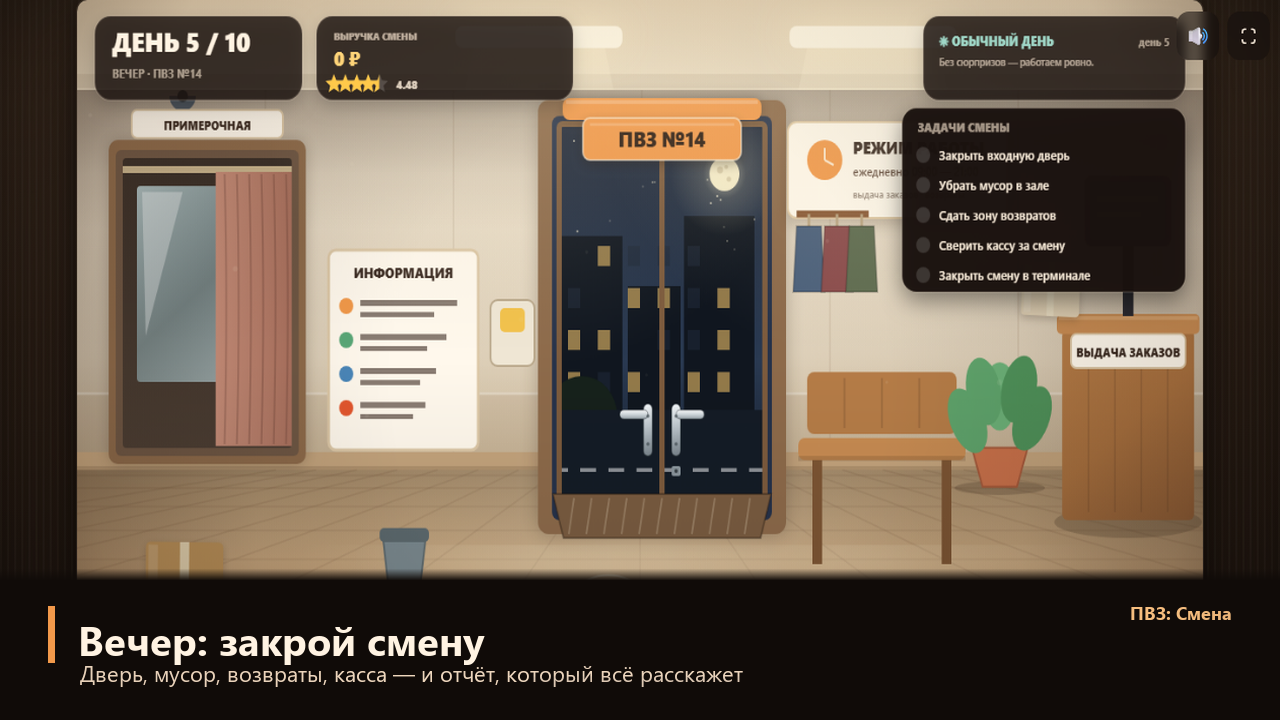 ДЕНЬ 5 / 10
ВЕЧЕР · ПВЗ №14
ВЫРУЧКА СМЕНЫ
0 ₽
4.48
ОБЫЧНЫЙ ДЕНЬ
день 5
Без сюрпризов — работаем ровно.
ПРИМЕРОЧНАЯ
ПВЗ №14
РЕЖИ
ежедневн
выдача зака
ЗАДАЧИ СМЕНЫ
Закрыть входную дверь
Убрать мусор в зале
Сдать зону возвратов
Сверить кассу за смену
Закрыть смену в терминале
ИНФОРМАЦИЯ
ВЫДАЧА ЗАКАЗОВ
ПВЗ: Смена
Вечер: закрой смену
Дверь, мусор, возвраты, касса — и отчёт, который всё расскажет